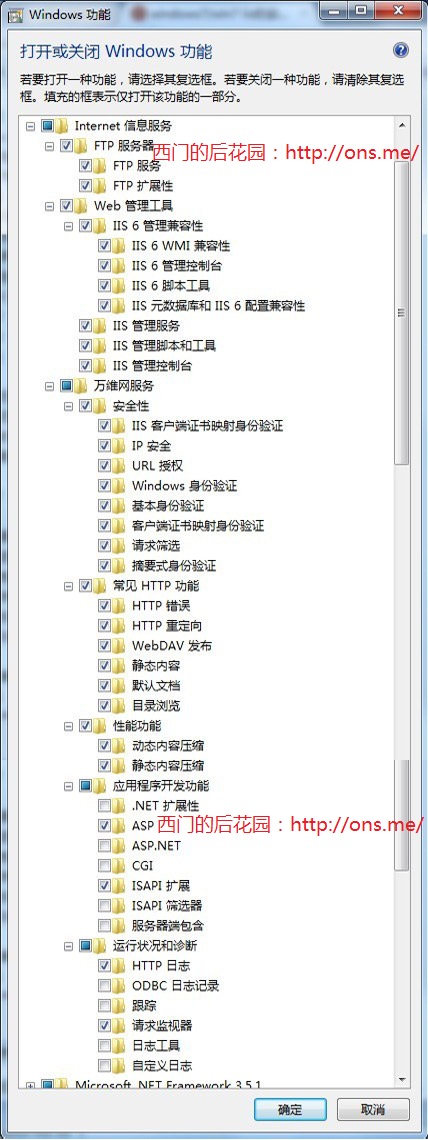 Windows 功能
打开或关闭 Windows 功能
若要打开一种功能，请选择其复选框。若要关闭一种功能，请清除其复选
框。填充的框表示仅打开该功能的一部分。
Internet 信息服务
FTP 服务器
西门的后花园：http://ons.me/
FTP 服务
FTP 扩展性
Web 管理工具
IIS 6 管理兼容性
IIS 6 WMI 兼容性
IIS 6 管理控制台
IIS 6 脚本工具
IIS 元数据库和 IIS 6 配置兼容性
IIS 管理服务
IIS 管理脚本和工具
IIS 管理控制台
万维网服务
安全性
IIS 客户端证书映射身份验证
IP 安全
URL 授权
Windows 身份验证
基本身份验证
客户端证书映射身份验证
请求筛选
摘要式身份验证
常见 HTTP 功能
HTTP 错误
HTTP 重定向
WebDAV 发布
静态内容
默认文档
目录浏览
性能功能
动态内容压缩
静态内容压缩
应用程序开发功能
.NET 扩展性
ASP 西门的后花园：http://ons.me/
ASP.NET
CGI
ISAPI 扩展
ISAPI 筛选器
服务器端包含
运行状况和诊断
HTTP 日志
ODBC 日志记录
跟踪
请求监视器
日志工具
自定义日志
Microsoft .NET Framework 3.5.1
确定 取消